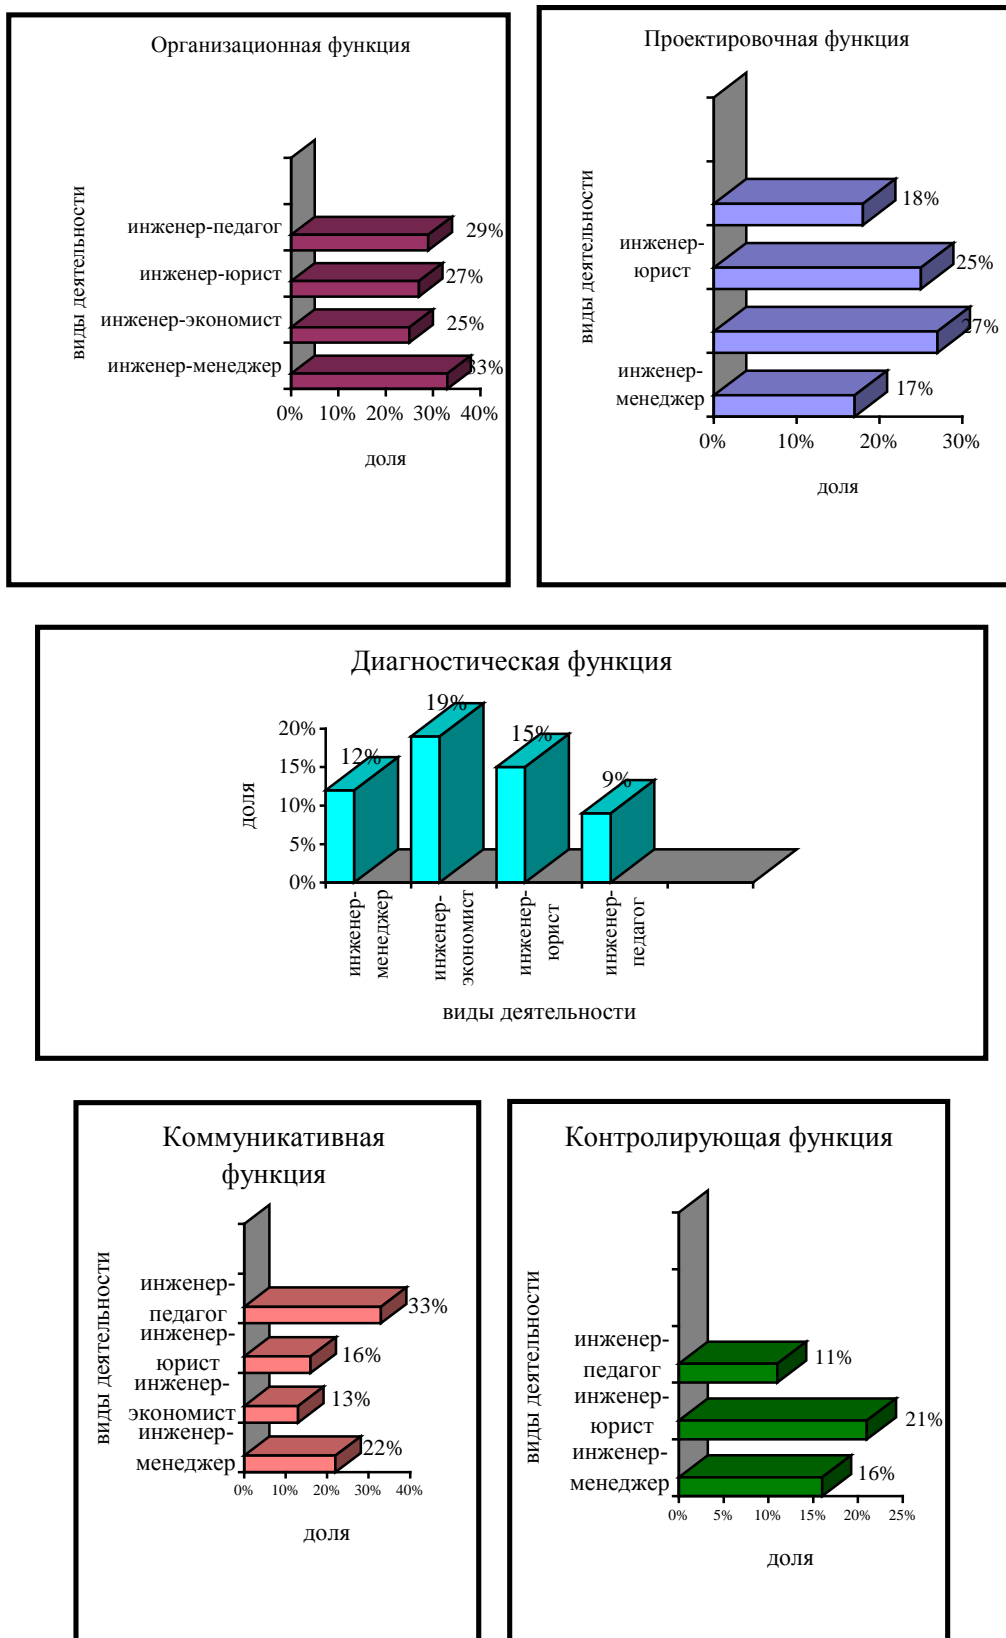 Организационная функция
виды деятельности
инженер-педагог
29%
инженер-юрист
27%
инженер-экономист
25%
инженер-менеджер
33%
0% 10% 20% 30% 40%
доля
Проектировочная функция
виды деятельности
18%
инженер-
юрист
25%
27%
инженер-
менеджер
17%
0% 10% 20% 30%
доля
Диагностическая функция
доля
20%
15%
10%
5%
0%
12%
19%
15%
9%
инженер-
менеджер
инженер-
экономист
инженер-
юрист
инженер-
педагог
виды деятельности
Коммуникативная
функция
виды деятельности
инженер-
педагог
33%
инженер-
юрист
16%
инженер-
экономист
13%
инженер-
менеджер
22%
0% 10% 20% 30% 40%
доля
Контролирующая функция
виды деятельности
инженер-
педагог
11%
инженер-
юрист
21%
инженер-
менеджер
16%
0% 5% 10% 15% 20% 25%
доля